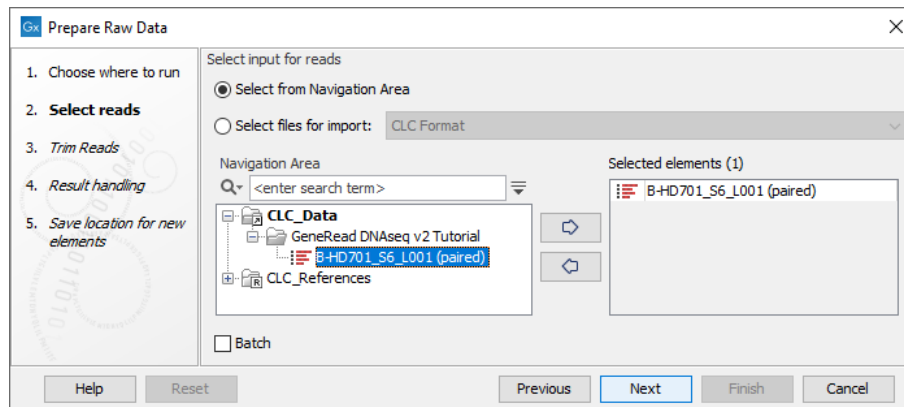 Gx Prepare Raw Data
1. Choose where to run
2. Select reads
3. Trim Reads
4. Result handling
5. Save location for new
elements
Select input for reads
Select from Navigation Area
Select files for import: CLC Format
Navigation Area
<enter search term>
CLC_Data
GeneRead DNAseq v2 Tutorial
B-HD701_S6_L001 (paired)
CLC_References
Selected elements (1)
B-HD701_S6_L001 (paired)
Batch
Help Reset Previous Next Finish Cancel